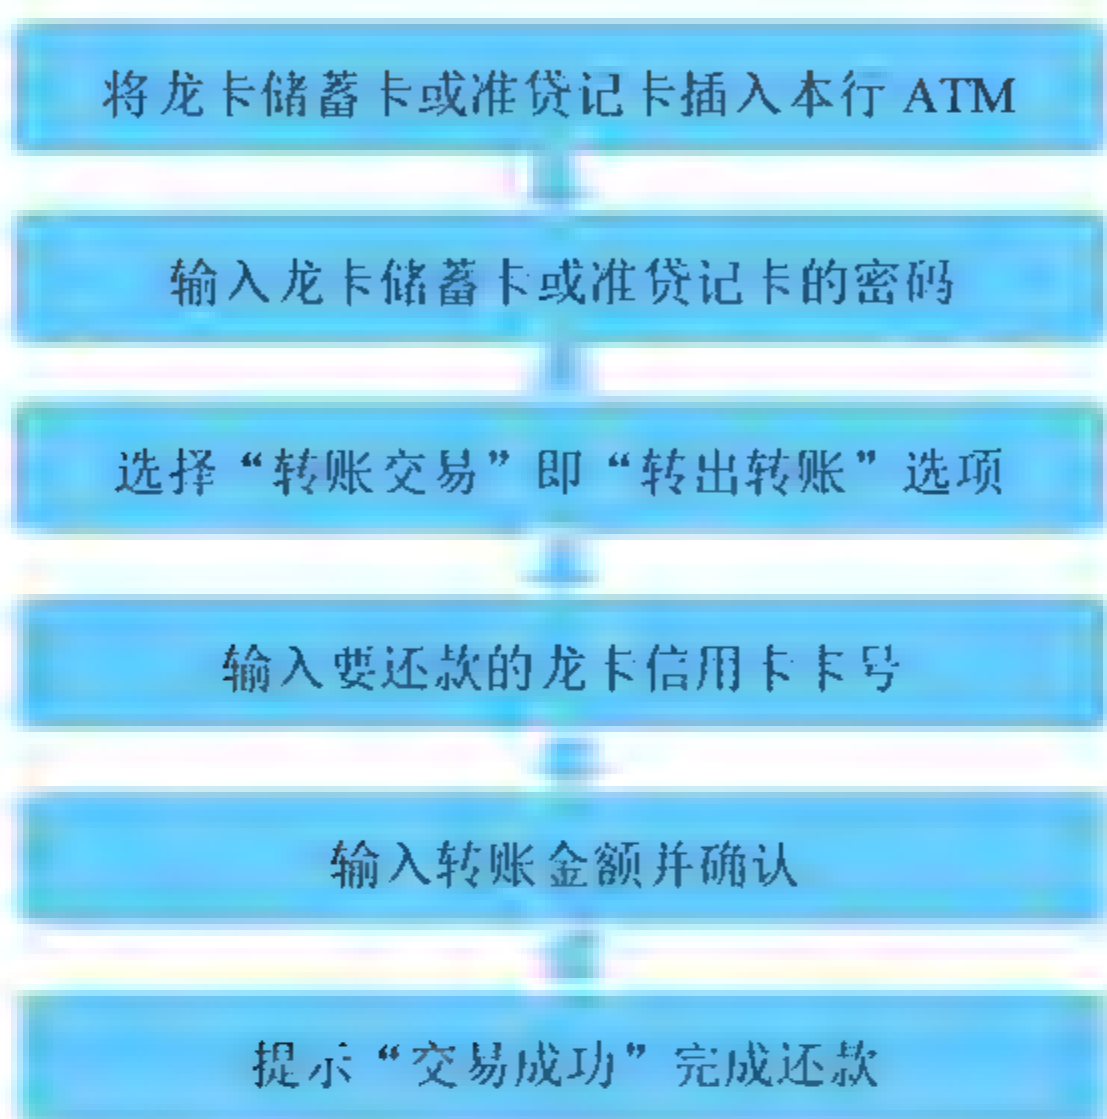 将龙卡储蓄卡或准贷记卡插入本行 ATM
输入龙卡储蓄卡或准贷记卡的密码
选择“转账交易”即“转出转账”选项
输入要还款的龙卡信用卡卡号
输入转账金额并确认
提示“交易成功”完成还款